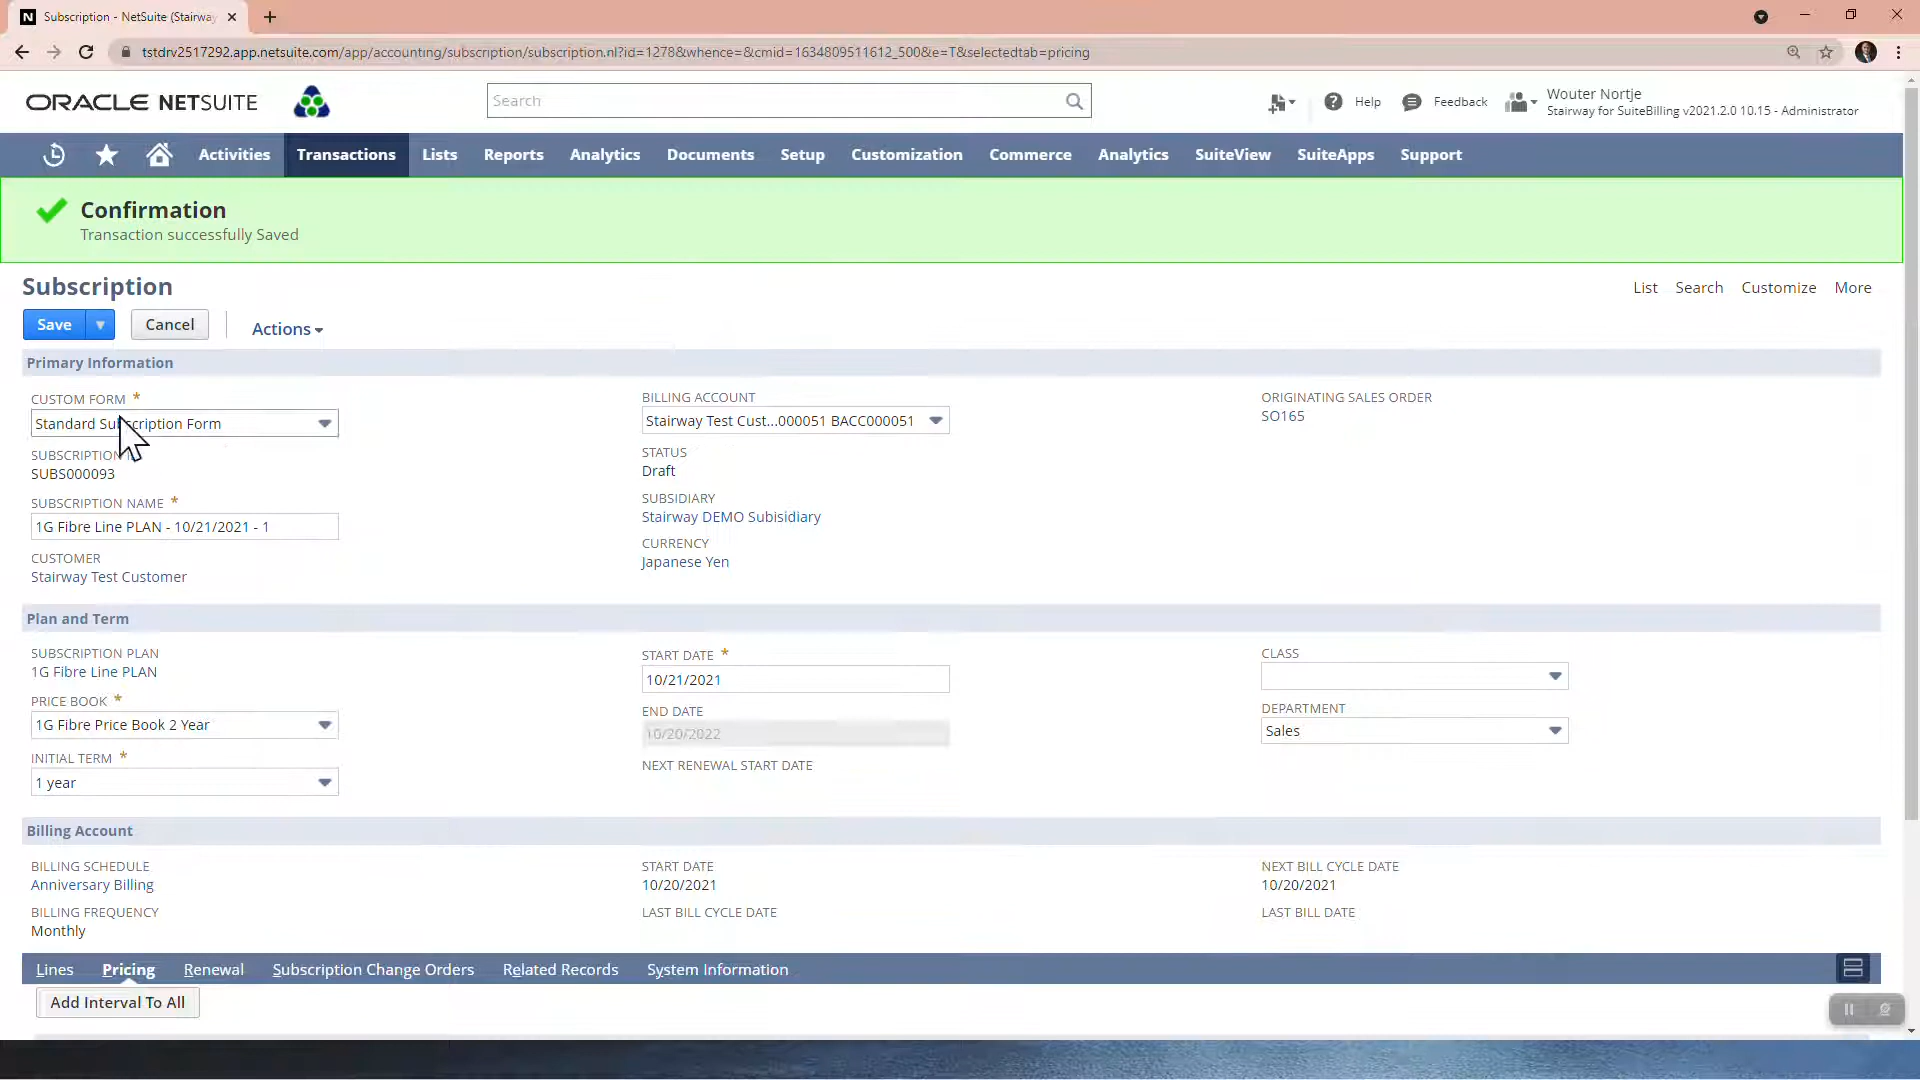 N Subscription - NetSuite (Stairway
tstdrv2517292.app.netsuite.com/app/accounting/subscription/subscription.nl?id=1278&whence=&cmid=1634809511612_500&e=T&selectedtab=pricing
ORACLE NETSUITE
Search
Help
Feedback
Wouter Nortje
Stairway for SuiteBilling v2021.2.0 10.15 - Administrator
Activities Transactions Lists Reports Analytics Documents Setup Customization Commerce Analytics SuiteView SuiteApps Support
Confirmation
Transaction successfully Saved
Subscription
List Search Customize More
Save Cancel Actions
Primary Information
CUSTOM FORM *
Standard Subscription Form
SUBSCRIPTION
SUBS000093
SUBSCRIPTION NAME *
1G Fibre Line PLAN - 10/21/2021 - 1
CUSTOMER
Stairway Test Customer
BILLING ACCOUNT
Stairway Test Cust...000051 BACC000051
STATUS
Draft
SUBSIDIARY
Stairway DEMO Subisidiary
CURRENCY
Japanese Yen
ORIGINATING SALES ORDER
SO165
Plan and Term
SUBSCRIPTION PLAN
1G Fibre Line PLAN
PRICE BOOK *
1G Fibre Price Book 2 Year
INITIAL TERM *
1 year
START DATE *
10/21/2021
END DATE
10/20/2022
NEXT RENEWAL START DATE
CLASS
DEPARTMENT
Sales
Billing Account
BILLING SCHEDULE
Anniversary Billing
BILLING FREQUENCY
Monthly
START DATE
10/20/2021
LAST BILL CYCLE DATE
NEXT BILL CYCLE DATE
10/20/2021
LAST BILL DATE
Lines Pricing Renewal Subscription Change Orders Related Records System Information
Add Interval To All